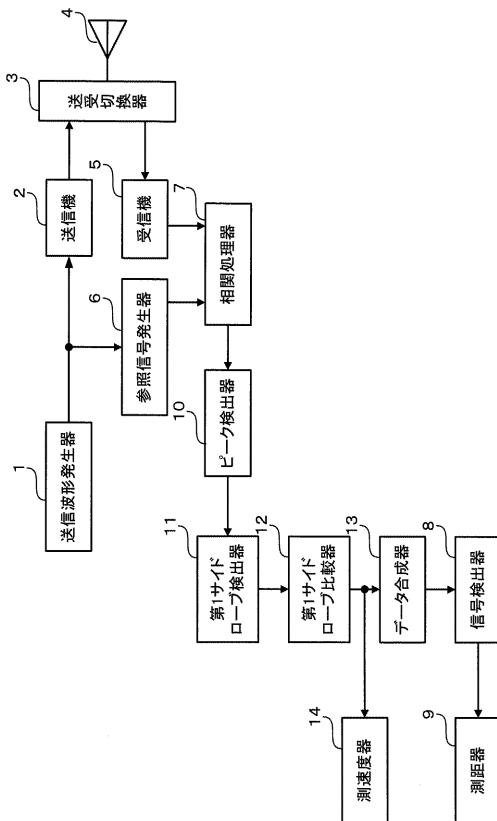 1
送信波形発生器
2
送信機
3
送受切換器
4
5
受信機
6
参照信号発生器
7
相関処理器
10
ピーク検出器
11
第1サイド
ローブ検出器
12
第1サイド
ローブ比較器
13
データ合成器
8
信号検出器
14
測速度器
9
測距器